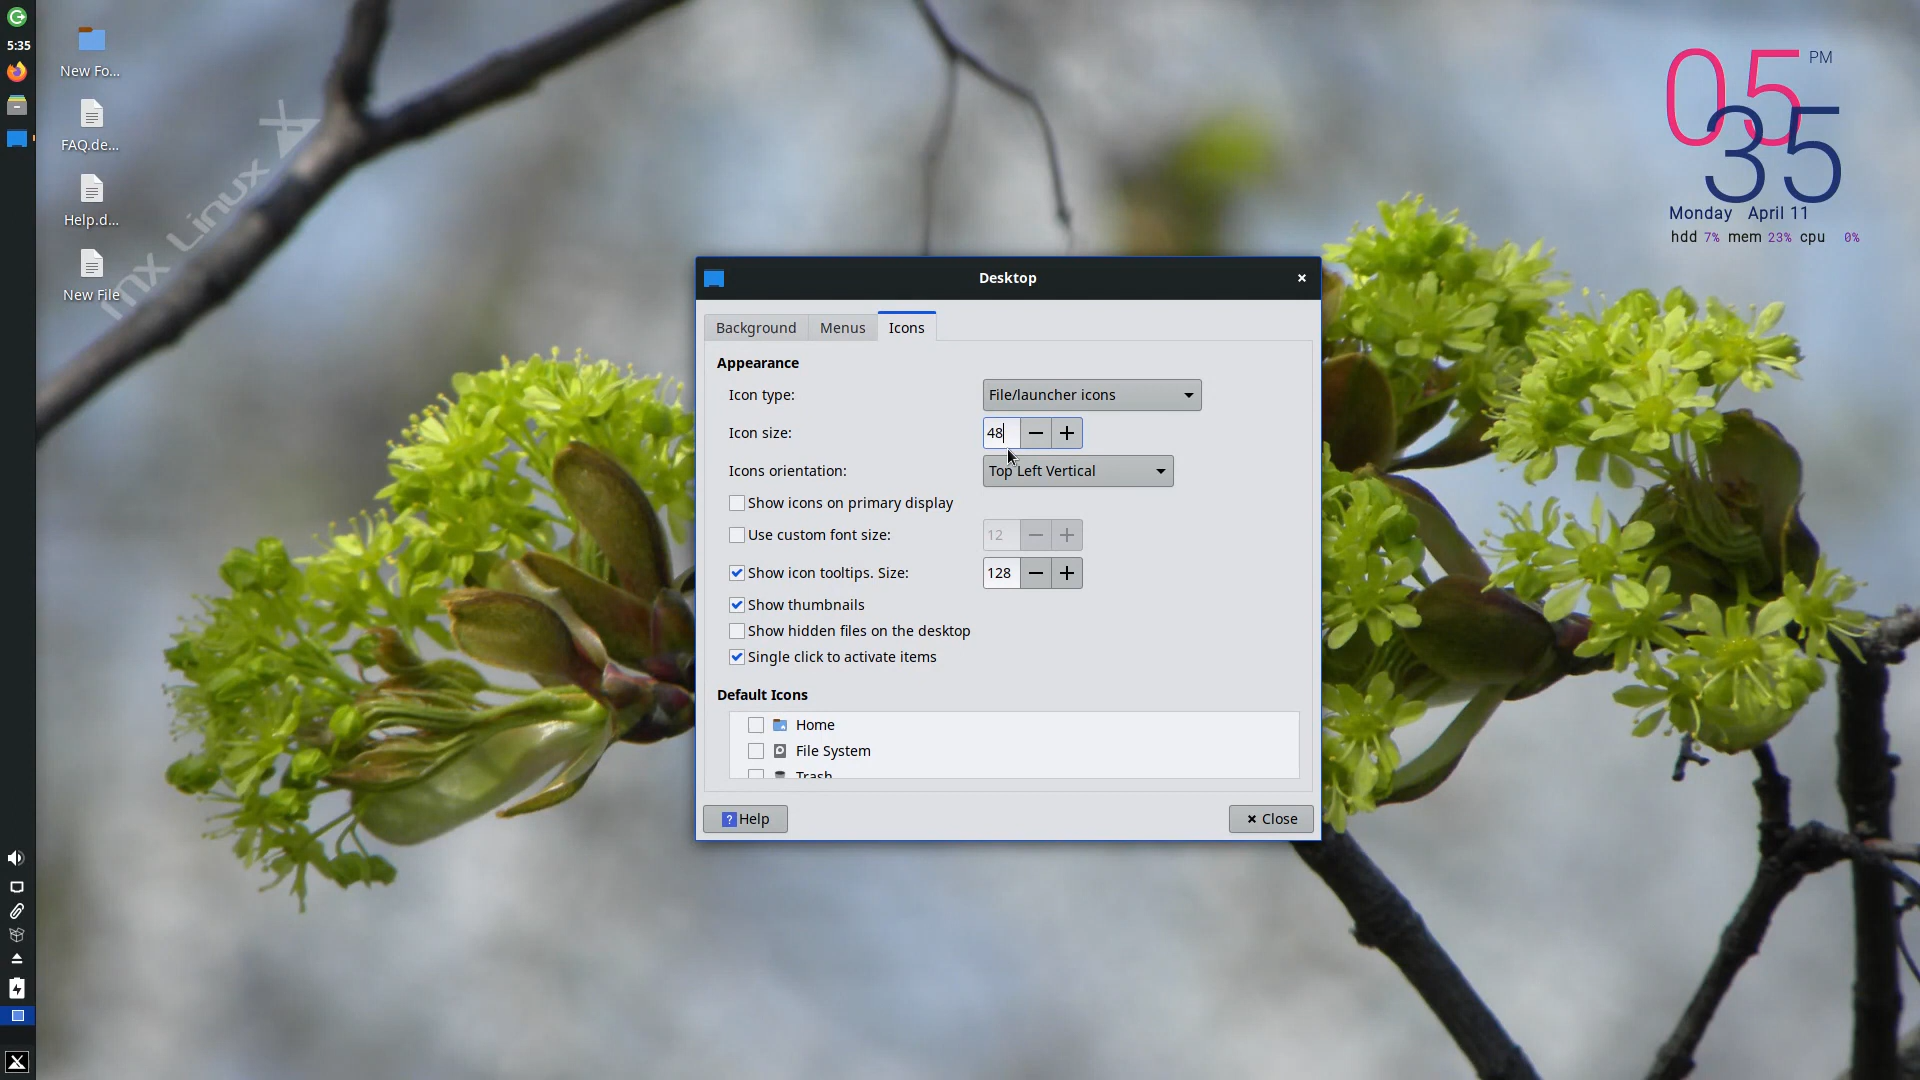 5:35
New Fo...
FAQ.de...
Help.d...
New File
MX Linux
05 PM
35
Monday April 11
hdd 7% mem 23% cpu 0%
Desktop
Background Menus Icons
Appearance
Icon type: File/launcher icons
Icon size: 48
Icons orientation: Top Left Vertical
Show icons on primary display
Use custom font size: 12
Show icon tooltips. Size: 128
Show thumbnails
Show hidden files on the desktop
Single click to activate items
Default Icons
Home
File System
Trash
? Help
Close